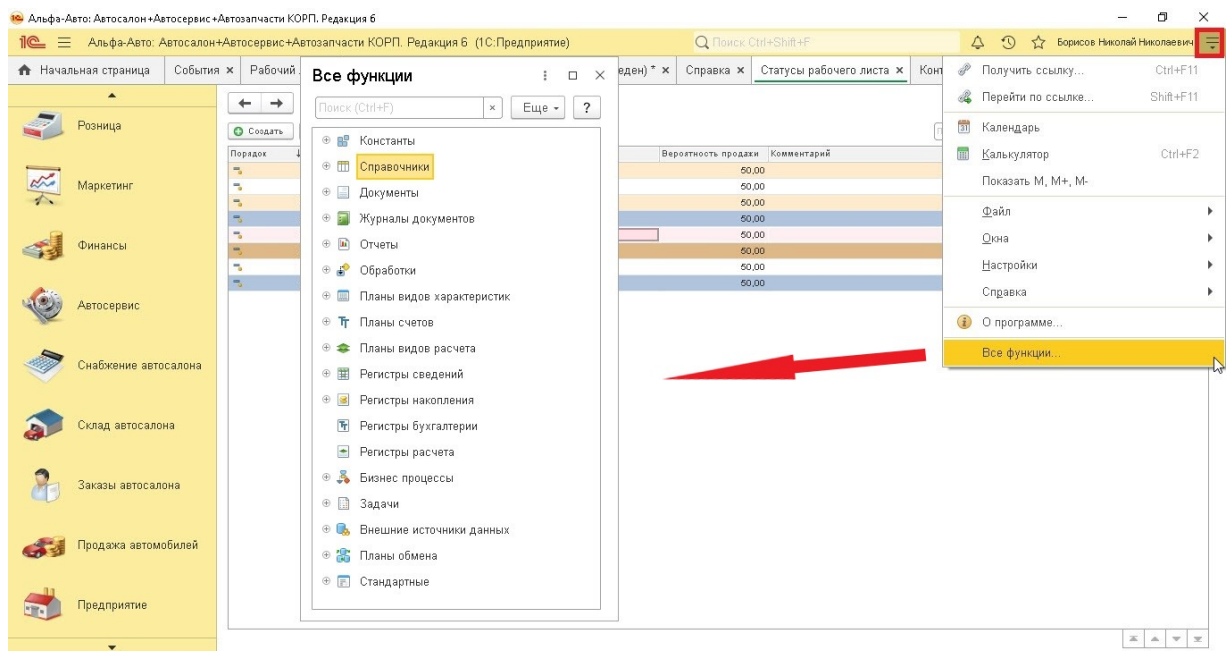 Альфа-Авто: Автосалон+Автосервис+Автозапчасти КОРП. Редакция 6
1С Альфа-Авто: Автосалон+Автосервис+Автозапчасти КОРП. Редакция 6 (1С:Предприятие) Поиск Ctrl+Shift+F Борисов Николай Николаевич
Начальная страница События × Рабочий еден) * × Справка × Статусы рабочего листа × Конт
Розница
Маркетинг
Финансы
Автосервис
Снабжение автосалона
Склад автосалона
Заказы автосалона
Продажа автомобилей
Предприятие
Создать
Порядок Вероятность продажи Комментарий
50,00
50,00
50,00
50,00
50,00
50,00
50,00
50,00
Все функции
Поиск (Ctrl+F) × Еще ?
Константы
Справочники
Документы
Журналы документов
Отчеты
Обработки
Планы видов характеристик
Планы счетов
Планы видов расчета
Регистры сведений
Регистры накопления
Регистры бухгалтерии
Регистры расчета
Бизнес процессы
Задачи
Внешние источники данных
Планы обмена
Стандартные
Получить ссылку... Ctrl+F11
Перейти по ссылке... Shift+F11
Календарь
Калькулятор Ctrl+F2
Показать M, M+, M-
Файл
Окна
Настройки
Справка
О программе...
Все функции...